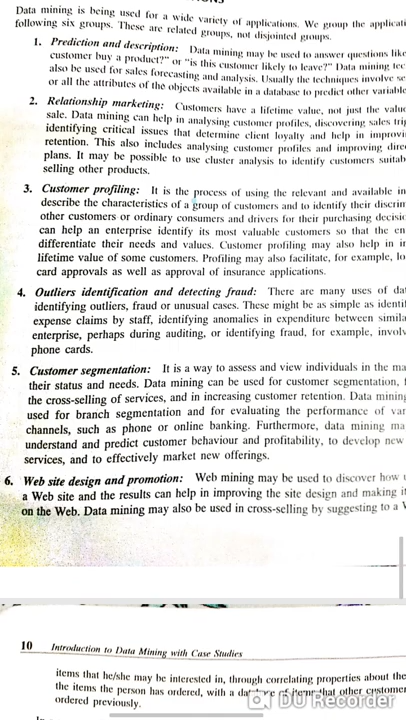 Data mining is being used for a wide variety of applications. We group the applicati
following six groups. These are related groups, not disjointed groups.
1. Prediction and description: Data mining may be used to answer questions like
customer buy a product?" or "is this customer likely to leave?" Data mining tec
also be used for sales forecasting and analysis. Usually the techniques involve se
or all the attributes of the objects available in a database to predict other variable
2. Relationship marketing: Customers have a lifetime value, not just the value
sale. Data mining can help in analysing customer profiles, discovering sales trig
identifying critical issues that determine client loyalty and help in improvi
retention. This also includes analysing customer profiles and improving direc
plans. It may be possible to use cluster analysis to identify customers suitab
selling other products.
3. Customer profiling: It is the process of using the relevant and available in
describe the characteristics of a group of customers and to identify their discrim
other customers or ordinary consumers and drivers for their purchasing decisio
can help an enterprise identify its most valuable customers so that the en
differentiate their needs and values. Customer profiling may also help in ir
lifetime value of some customers. Profiling may also facilitate, for example, lo
card approvals as well as approval of insurance applications.
4. Outliers identification and detecting fraud: There are many uses of dat
identifying outliers, fraud or unusual cases. These might be as simple as identif
expense claims by staff, identifying anomalies in expenditure between simila
enterprise, perhaps during auditing, or identifying fraud, for example, involv
phone cards.
5. Customer segmentation: It is a way to assess and view individuals in the ma
their status and needs. Data mining can be used for customer segmentation, f
the cross-selling of services, and in increasing customer retention. Data mining
used for branch segmentation and for evaluating the performance of var
channels, such as phone or online banking. Furthermore, data mining ma
understand and predict customer behaviour and profitability, to develop new
services, and to effectively market new offerings.
6. Web site design and promotion: Web mining may be used to discover how u
a Web site and the results can help in improving the site design and making it
on the Web. Data mining may also be used in cross-selling by suggesting to a W
10 Introduction to Data Mining with Case Studies
items that he/she may be interested in, through correlating properties about the
the items the person has ordered, with a database of items that other customer
ordered previously.
DU Recorder